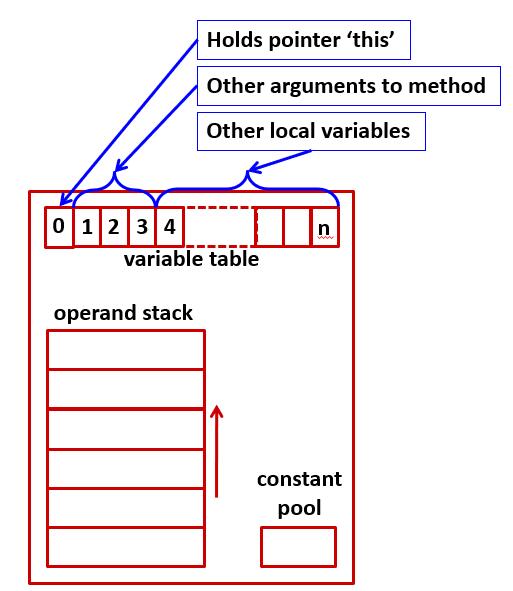 Holds pointer ‘this’
Other arguments to method
Other local variables
0 1 2 3 4 n
variable table
operand stack
constant
pool